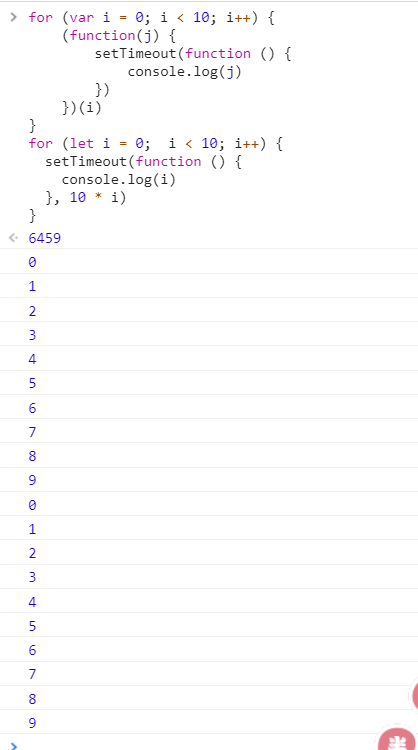 for (var i = 0; i < 10; i++) {
    (function(j) {
        setTimeout(function () {
            console.log(j)
        })
    })(i)
}
for (let i = 0;  i < 10; i++) {
  setTimeout(function () {
    console.log(i)
  }, 10 * i)
}
6459
0
1
2
3
4
5
6
7
8
9
0
1
2
3
4
5
6
7
8
9